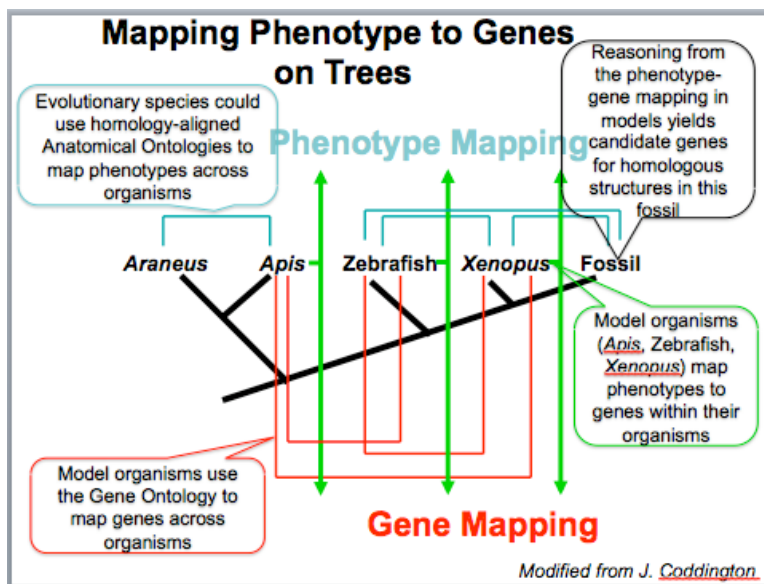 Mapping Phenotype to Genes
on Trees
Evolutionary species could
use homology-aligned
Anatomical Ontologies to
map phenotypes across
organisms
Phenotype Mapping
Reasoning from
the phenotype-
gene mapping in
models yields
candidate genes
for homologous
structures in this
fossil
Araneus Apis Zebrafish Xenopus Fossil
Model organisms
(Apis, Zebrafish,
Xenopus) map
phenotypes to
genes within their
organisms
Model organisms use
the Gene Ontology to
map genes across
organisms
Gene Mapping
Modified from J. Coddington